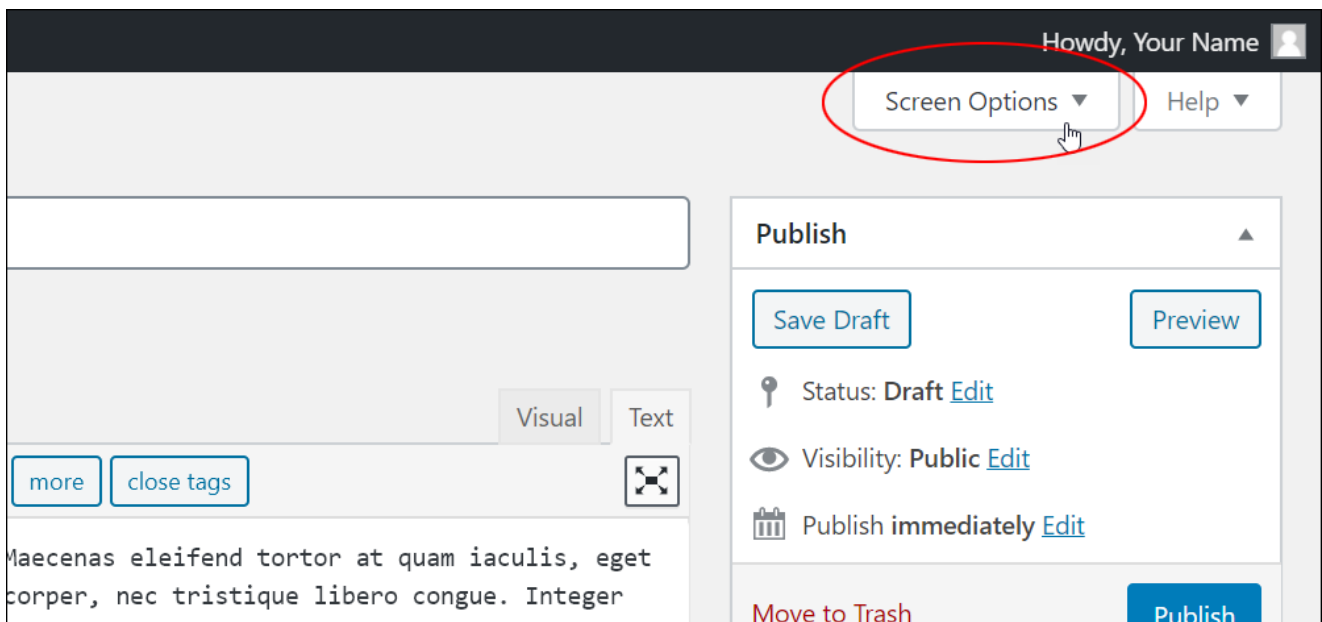 Howdy, Your Name
Screen Options
Help
Publish
Save Draft
Preview
Status: Draft Edit
Visual
Text
Visibility: Public Edit
more
close tags
Publish immediately Edit
Maecenas eleifend tortor at quam iaculis, eget
corper, nec tristique libero congue. Integer
Move to Trash
Publish